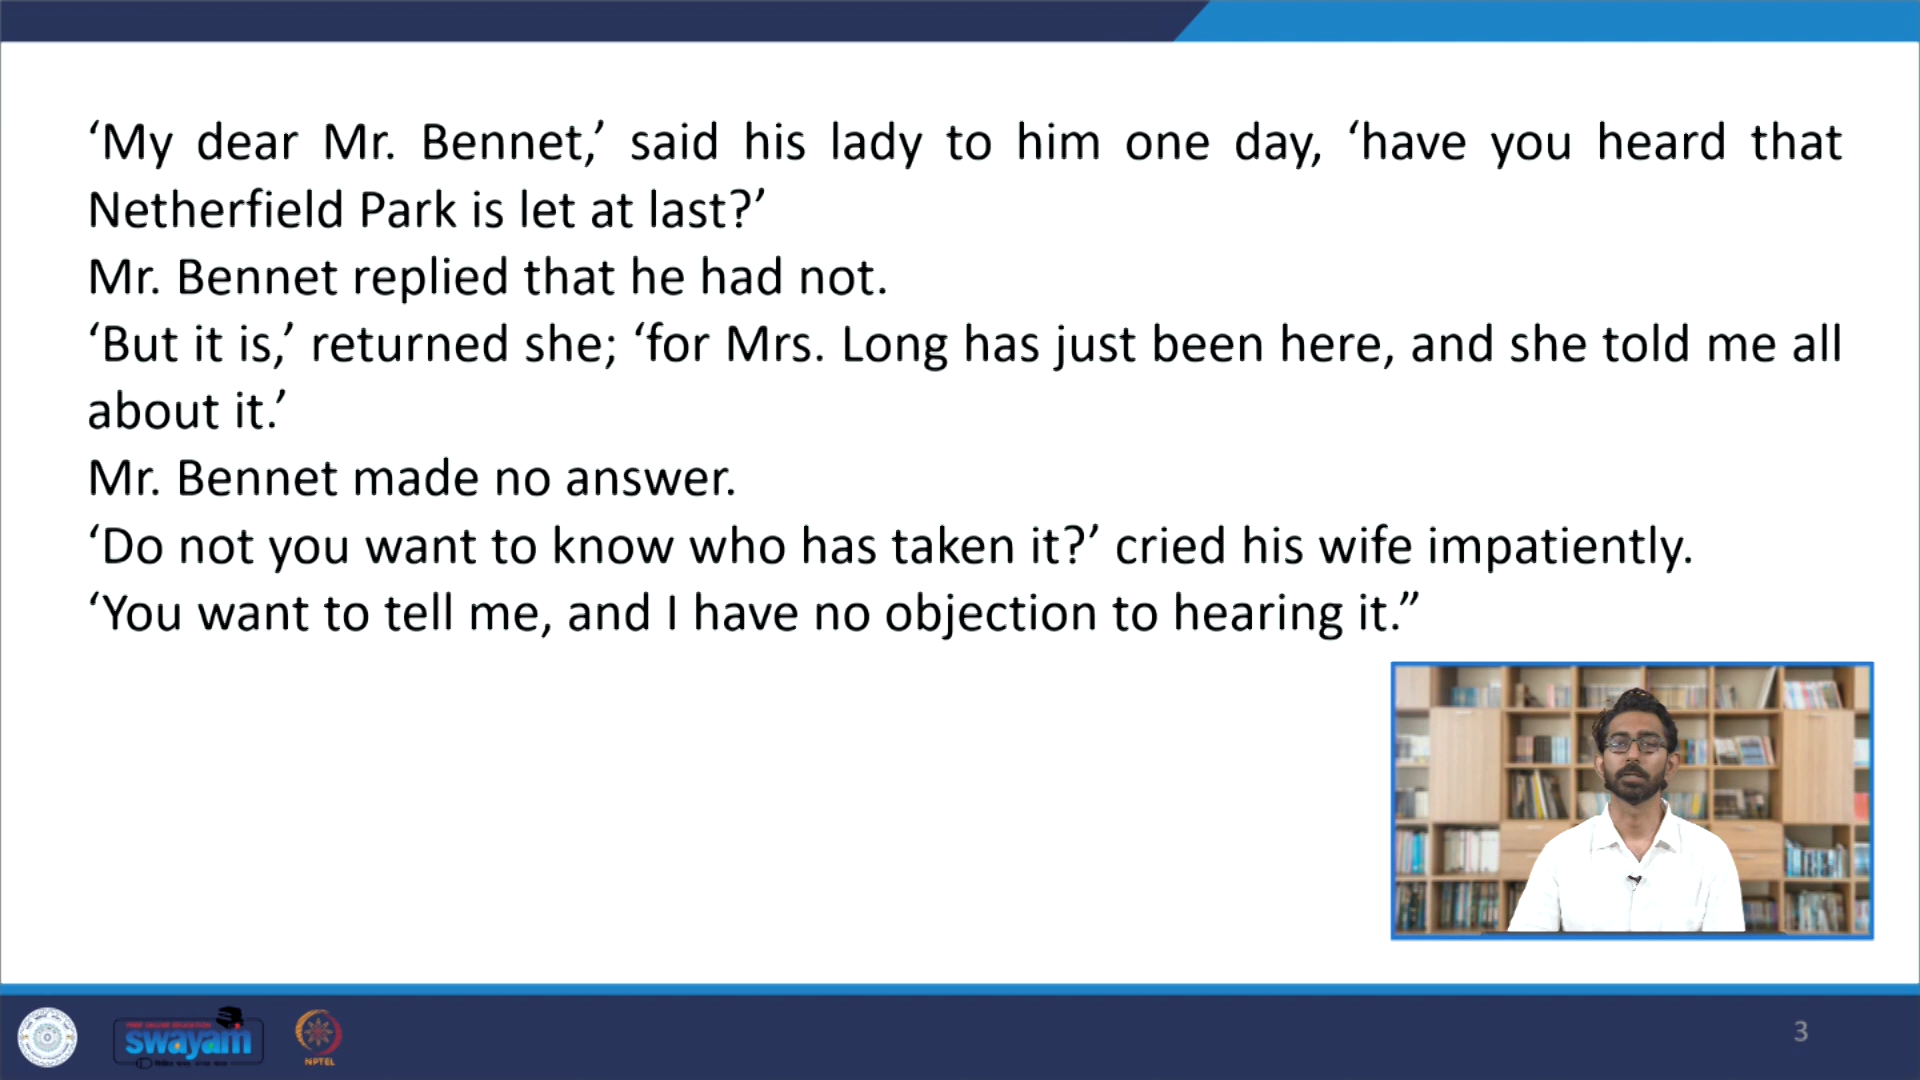 ‘My dear Mr. Bennet,’ said his lady to him one day, ‘have you heard that
Netherfield Park is let at last?’
Mr. Bennet replied that he had not.
‘But it is,’ returned she; ‘for Mrs. Long has just been here, and she told me all
about it.’
Mr. Bennet made no answer.
‘Do not you want to know who has taken it?’ cried his wife impatiently.
‘You want to tell me, and I have no objection to hearing it.”
FREE ONLINE EDUCATION
swayam
NPTEL
3